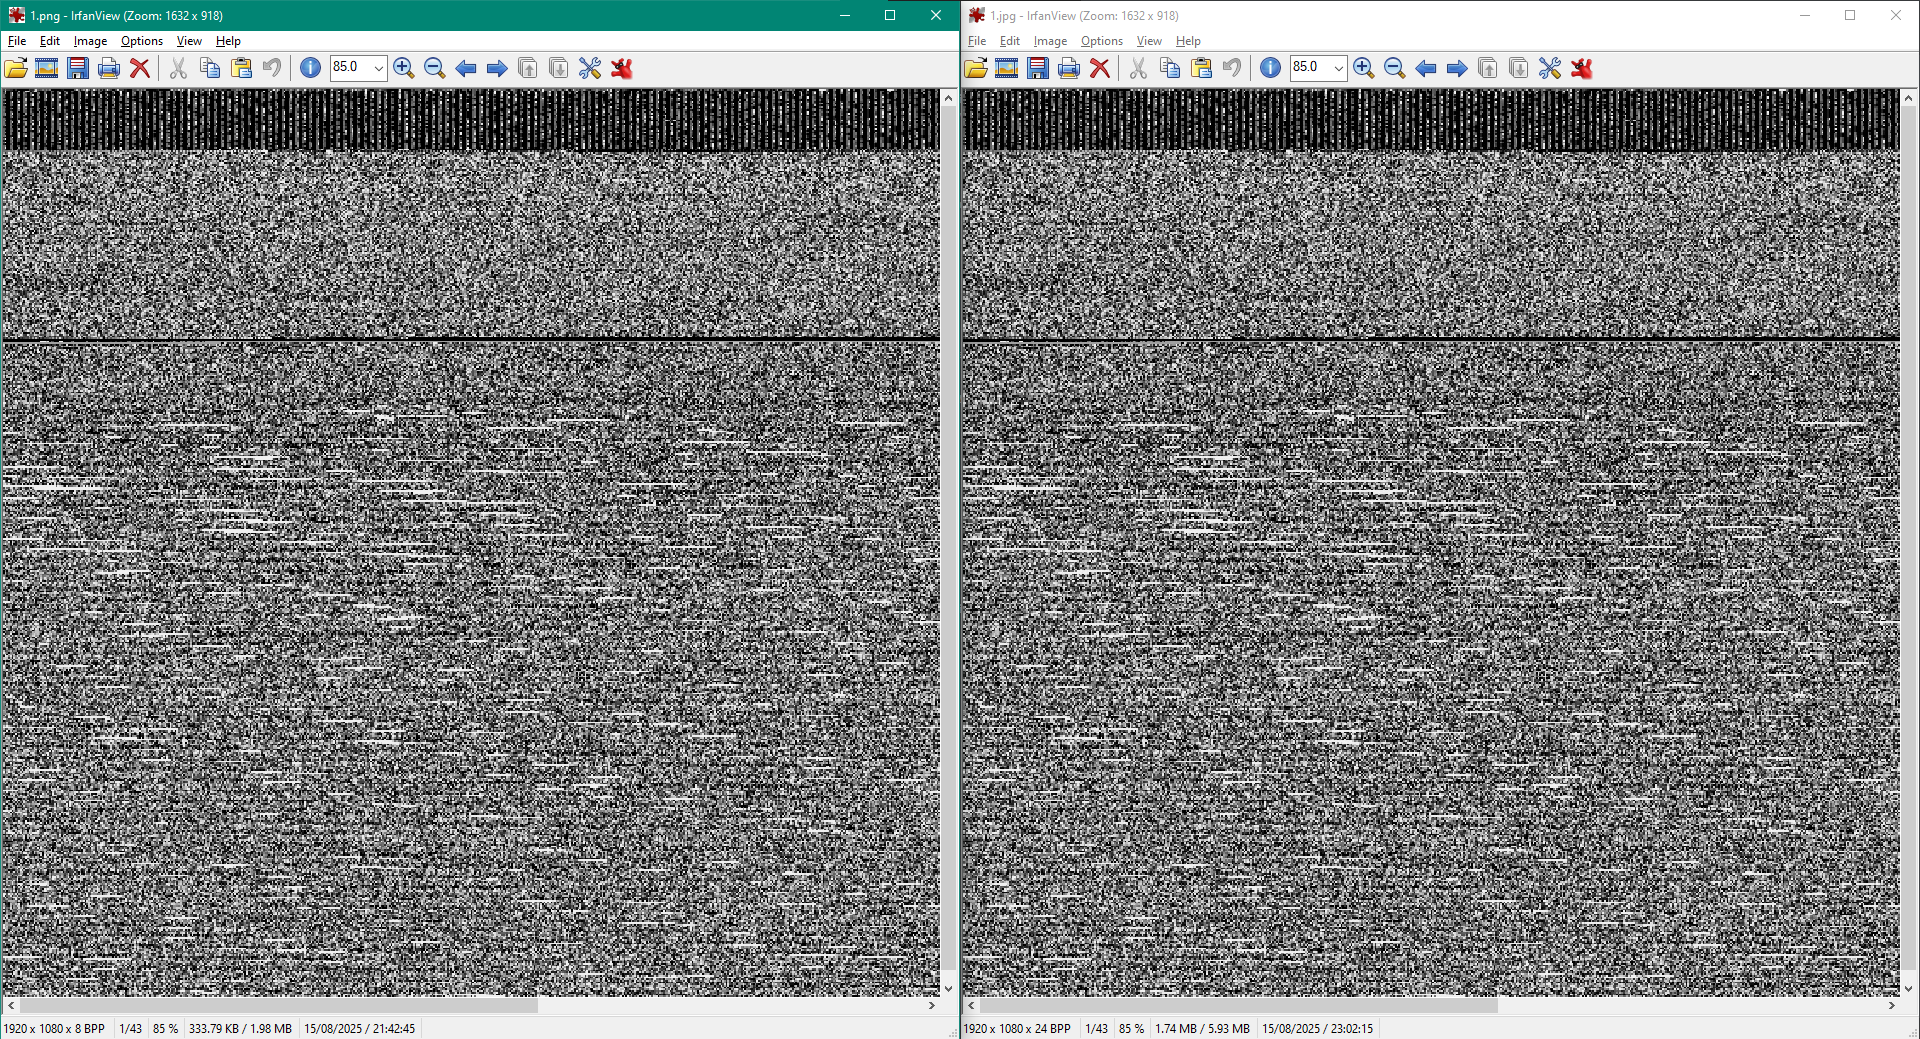 1.png - IrfanView (Zoom: 1632 x 918)
File Edit Image Options View Help
85.0
1920 x 1080 x 8 BPP 1/43 85 % 333.79 KB / 1.98 MB 15/08/2025 / 21:42:45
1.jpg - IrfanView (Zoom: 1632 x 918)
File Edit Image Options View Help
85.0
1920 x 1080 x 24 BPP 1/43 85 % 1.74 MB / 5.93 MB 15/08/2025 / 23:02:15